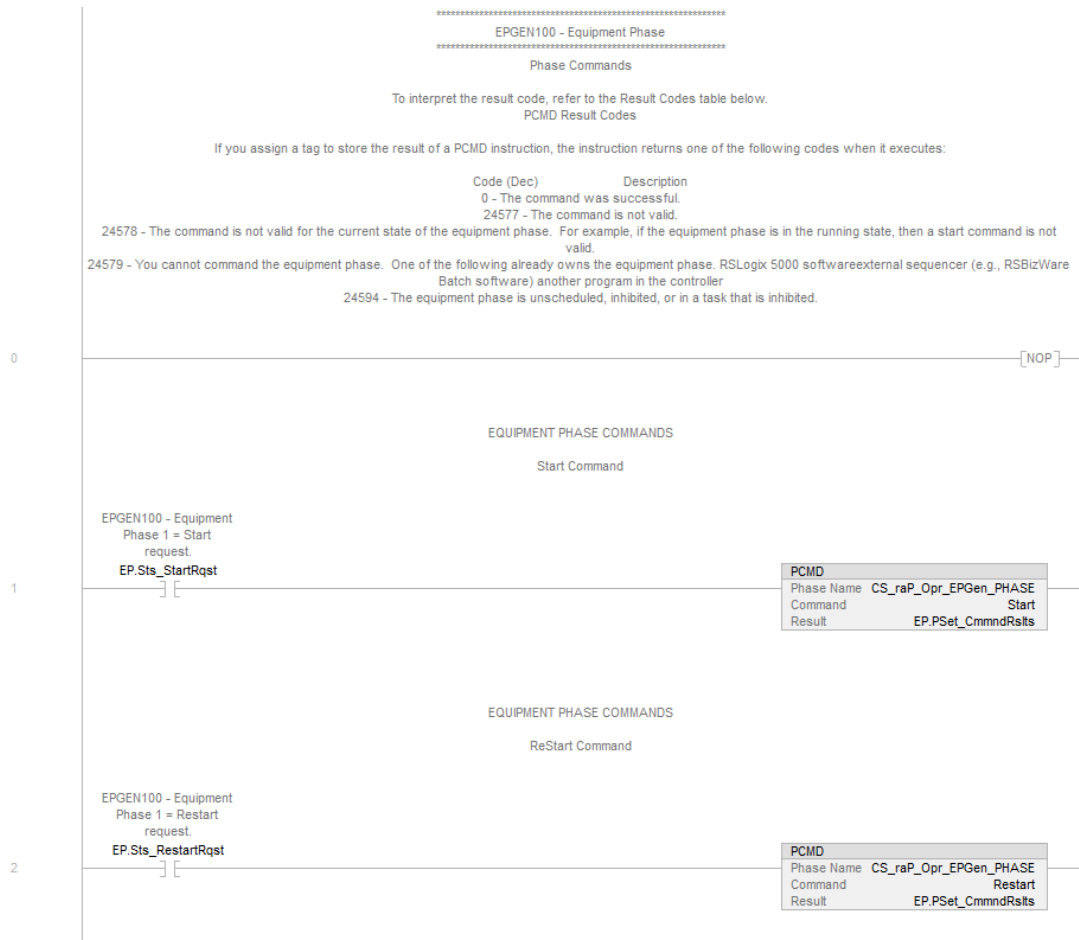 ************************************************************
EPGEN100 - Equipment Phase
************************************************************
Phase Commands
To interpret the result code, refer to the Result Codes table below.
PCMD Result Codes
If you assign a tag to store the result of a PCMD instruction, the instruction returns one of the following codes when it executes:
Code (Dec) Description
0 - The command was successful.
24577 - The command is not valid.
24578 - The command is not valid for the current state of the equipment phase.  For example, if the equipment phase is in the running state, then a start command is not
valid.
24579 - You cannot command the equipment phase.  One of the following already owns the equipment phase. RSLogix 5000 softwareexternal sequencer (e.g., RSBizWare
Batch software) another program in the controller
24594 - The equipment phase is unscheduled, inhibited, or in a task that is inhibited.
0
NOP
EQUIPMENT PHASE COMMANDS
Start Command
EPGEN100 - Equipment
Phase 1 = Start
request.
EP.Sts_StartRqst
1
PCMD
Phase Name CS_raP_Opr_EPGen_PHASE
Command Start
Result EP.PSet_CmmndRslts
EQUIPMENT PHASE COMMANDS
ReStart Command
EPGEN100 - Equipment
Phase 1 = Restart
request.
EP.Sts_RestartRqst
2
PCMD
Phase Name CS_raP_Opr_EPGen_PHASE
Command Restart
Result EP.PSet_CmmndRslts